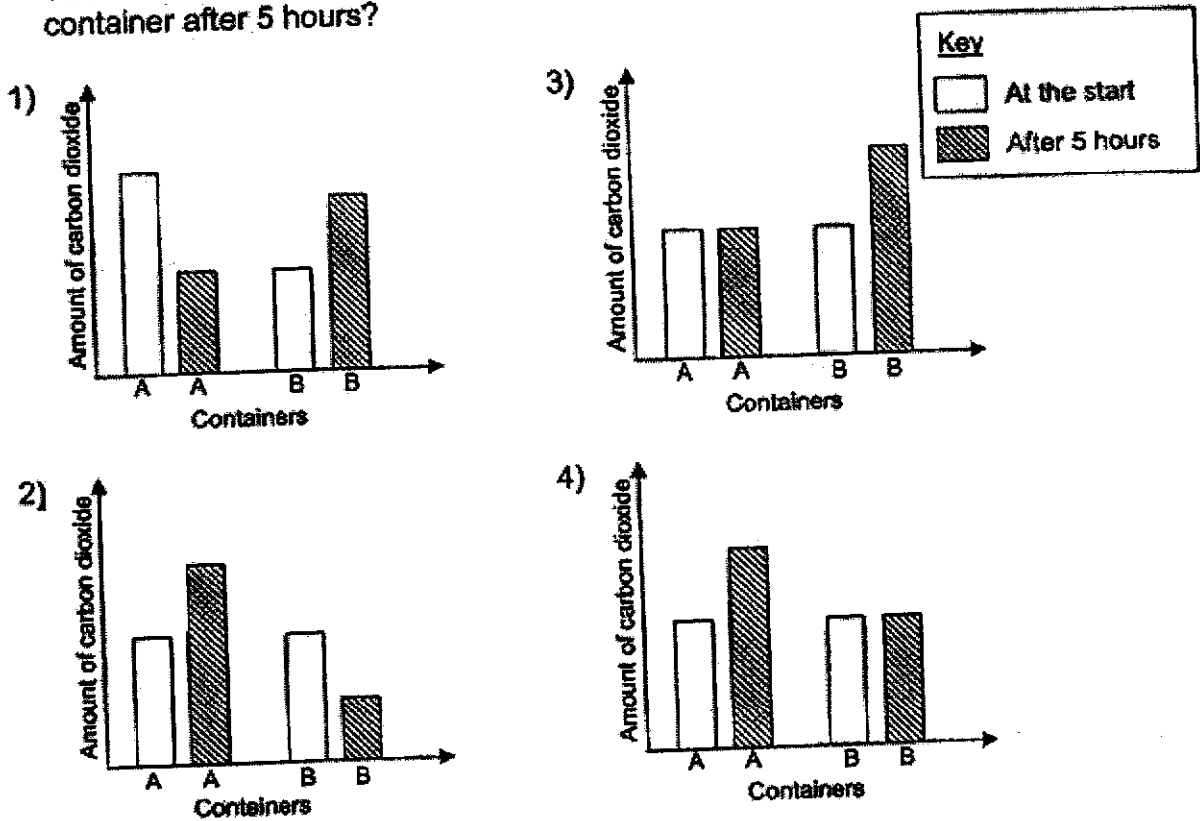 container after 5 hours?
Key
At the start
After 5 hours
1)
Amount of carbon dioxide
A A B B
Containers
3)
Amount of carbon dioxide
A A B B
Containers
2)
Amount of carbon dioxide
A A B B
Containers
4)
Amount of carbon dioxide
A A B B
Containers